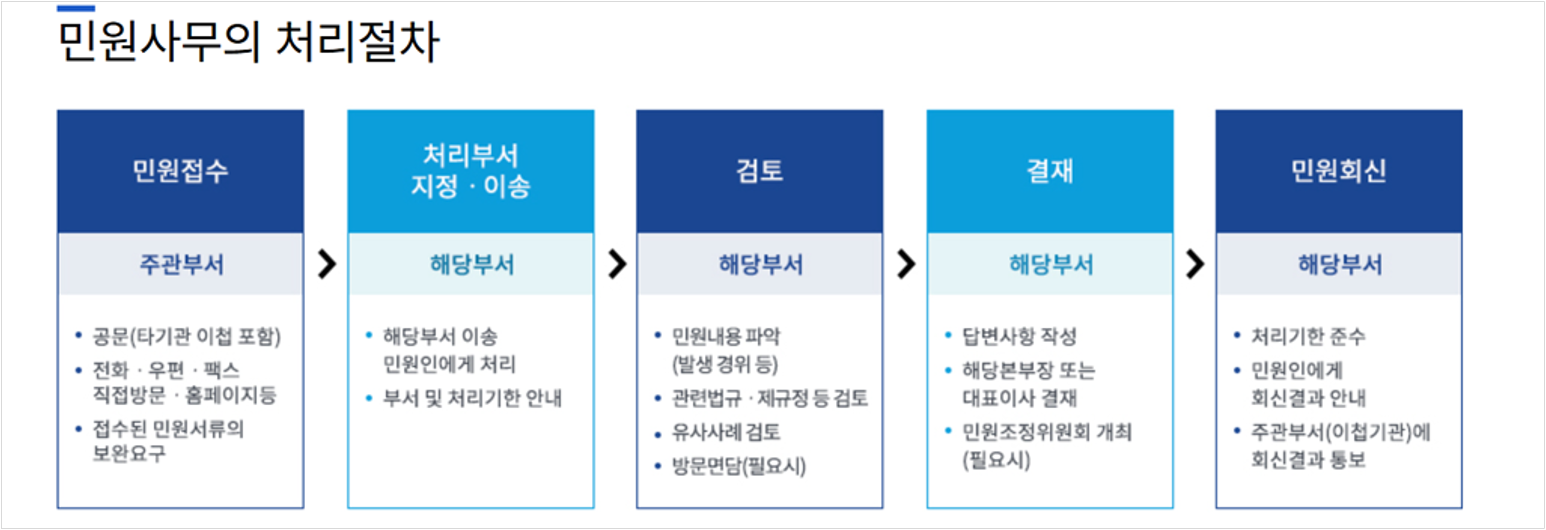 민원사무의 처리절차
민원접수
주관부서
• 공문(타기관 이첩 포함)
• 전화 · 우편 · 팩스
직접방문 · 홈페이지등
• 접수된 민원서류의
보완요구
처리부서
지정 · 이송
해당부서
• 해당부서 이송
민원인에게 처리
• 부서 및 처리기한 안내
검토
해당부서
• 민원내용 파악
(발생 경위 등)
• 관련법규 · 제규정 등 검토
• 유사사례 검토
• 방문면담(필요시)
결재
해당부서
• 답변사항 작성
• 해당본부장 또는
대표이사 결재
• 민원조정위원회 개최
(필요시)
민원회신
해당부서
• 처리기한 준수
• 민원인에게
회신결과 안내
• 주관부서(이첩기관)에
회신결과 통보